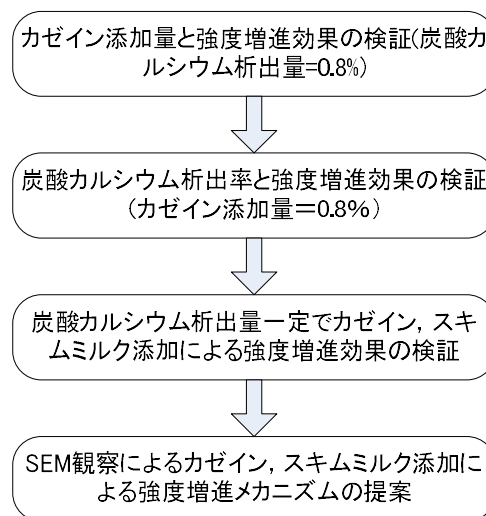 カゼイン添加量と強度増進効果の検証(炭酸カ
ルシウム析出量=0.8%)
炭酸カルシウム析出率と強度増進効果の検証
(カゼイン添加量＝0.8％)
炭酸カルシウム析出量一定でカゼイン，スキ
ムミルク添加による強度増進効果の検証
SEM観察によるカゼイン，スキムミルク添加に
よる強度増進メカニズムの提案